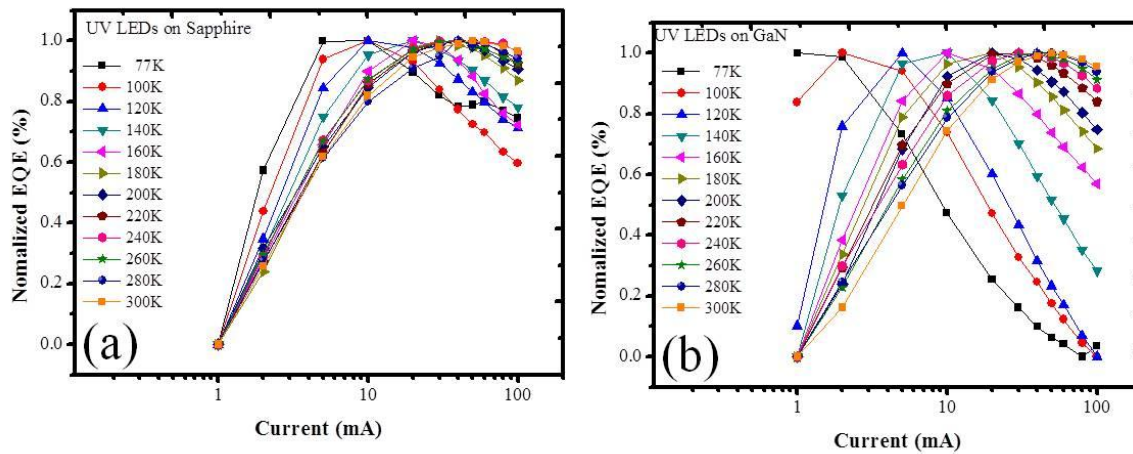 UV LEDs on Sapphire
Nomalized EQE (%)
1.0
0.8
0.6
0.4
0.2
0.0
77K
100K
120K
140K
160K
180K
200K
220K
240K
260K
280K
300K
(a)
1
10
100
Current (mA)
UV LEDs on GaN
Nomalized EQE (%)
1.0
0.8
0.6
0.4
0.2
0.0
77K
100K
120K
140K
160K
180K
200K
220K
240K
260K
280K
300K
(b)
1
10
100
Current (mA)